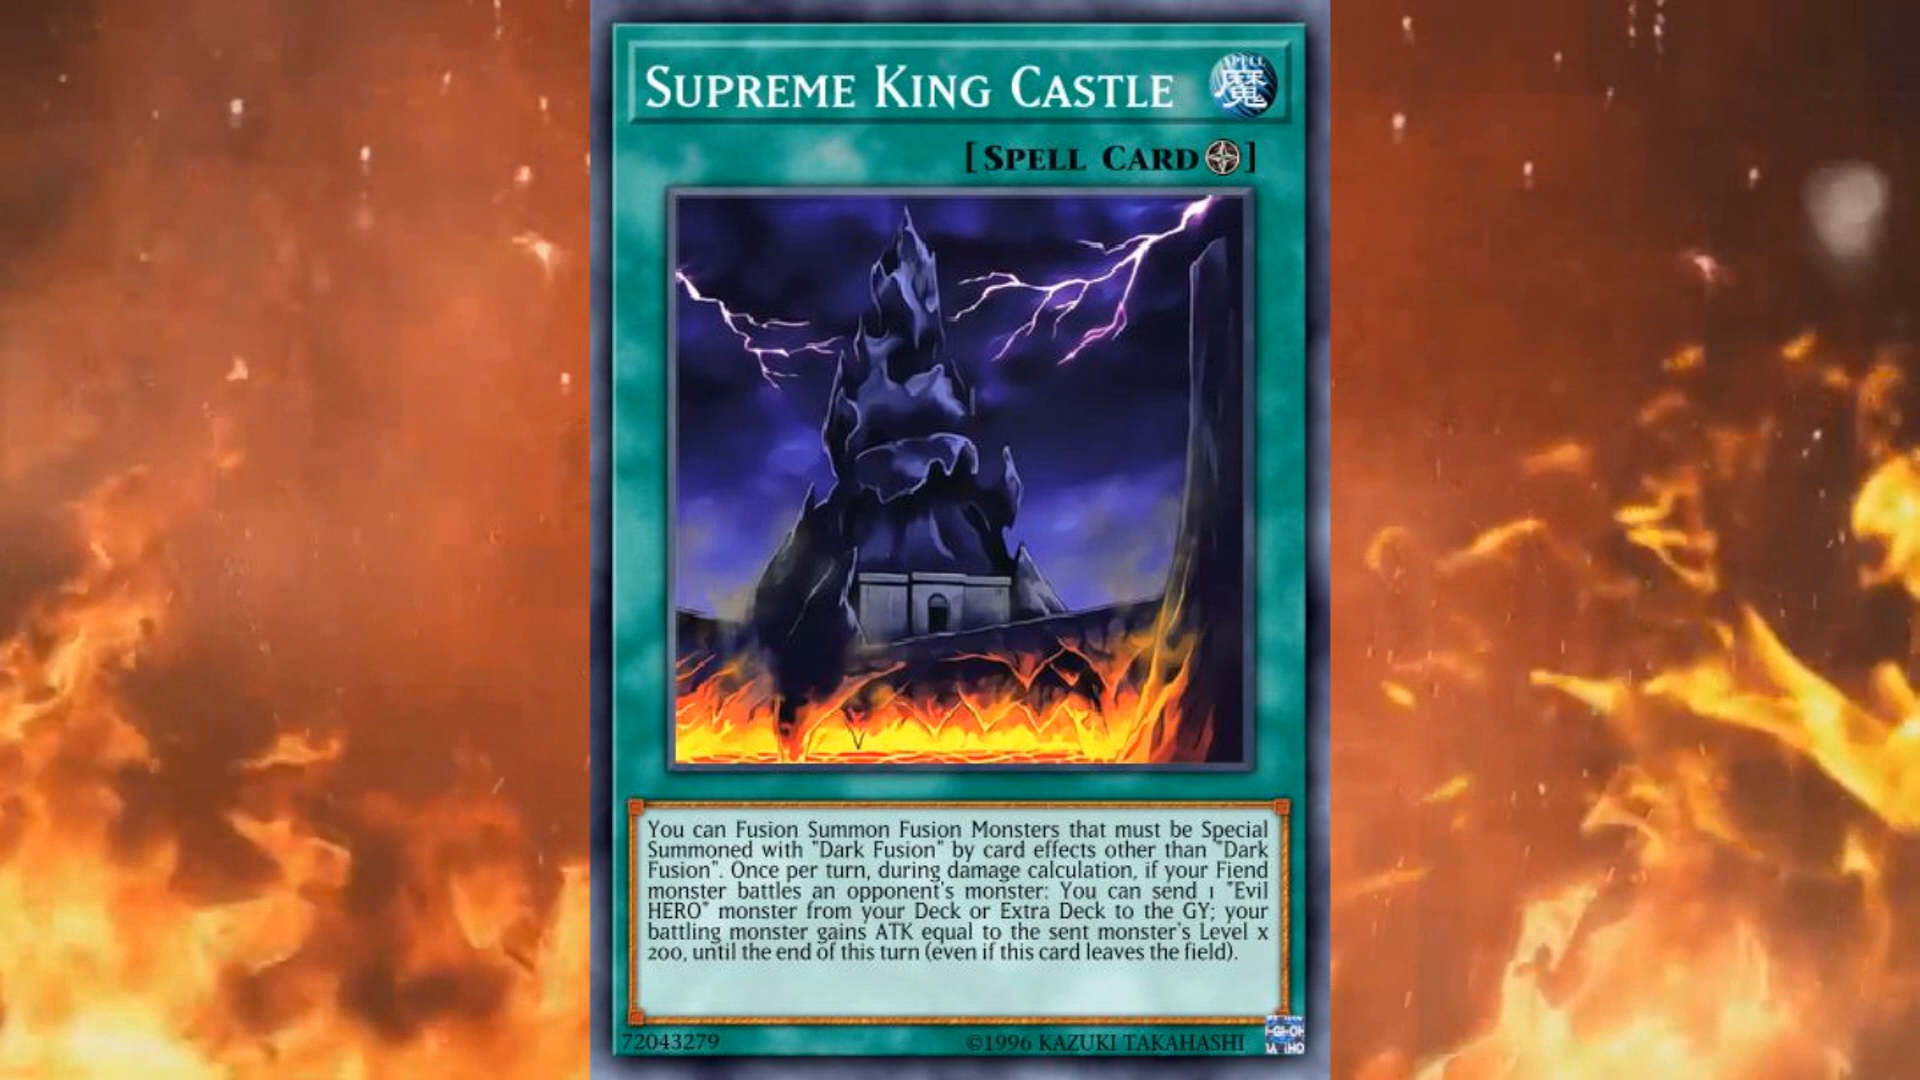 SUPREME KING CASTLE
SPELL
魔
[SPELL CARD]
You can Fusion Summon Fusion Monsters that must be Special
Summoned with "Dark Fusion" by card effects other than "Dark
Fusion". Once per turn, during damage calculation, if your Fiend
monster battles an opponent's monster: You can send 1 "Evil
HERO" monster from your Deck or Extra Deck to the GY; your
battling monster gains ATK equal to the sent monster's Level x
200, until the end of this turn (even if this card leaves the field).
72043279
©1996 KAZUKI TAKAHASHI